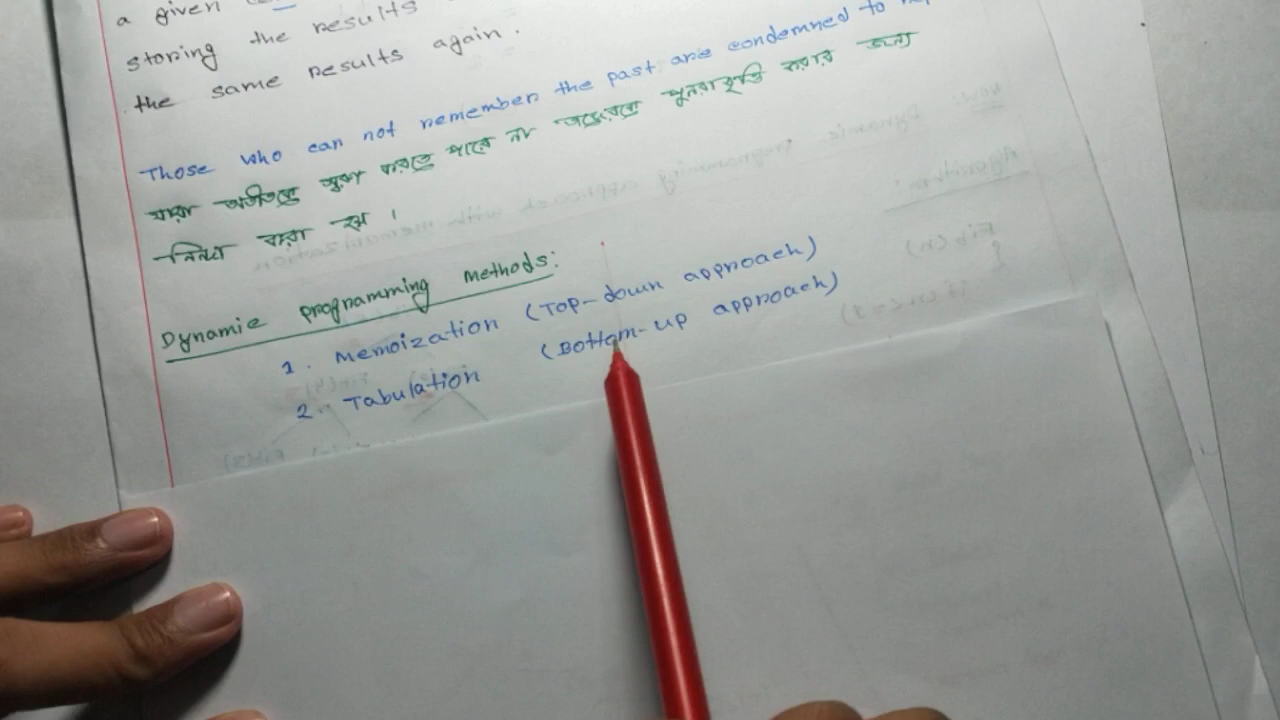 a given
storing the results
the same results again.
Those who can not remember the past are condemned to
যারা অতীতকে স্মরণ করতে পারে না তাদেরকে পুনরাবৃত্তি করার জন্য
নিন্দা করা হয় ।
Dynamic programming methods:
1. Memoization (Top-down approach)
2. Tabulation (Bottom-up approach)